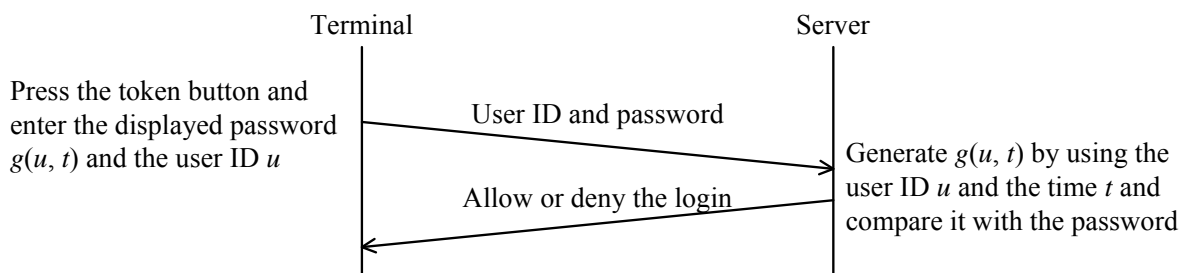 Terminal
Server
Press the token button and
enter the displayed password
g(u, t) and the user ID u
User ID and password
Generate g(u, t) by using the
user ID u and the time t and
compare it with the password
Allow or deny the login